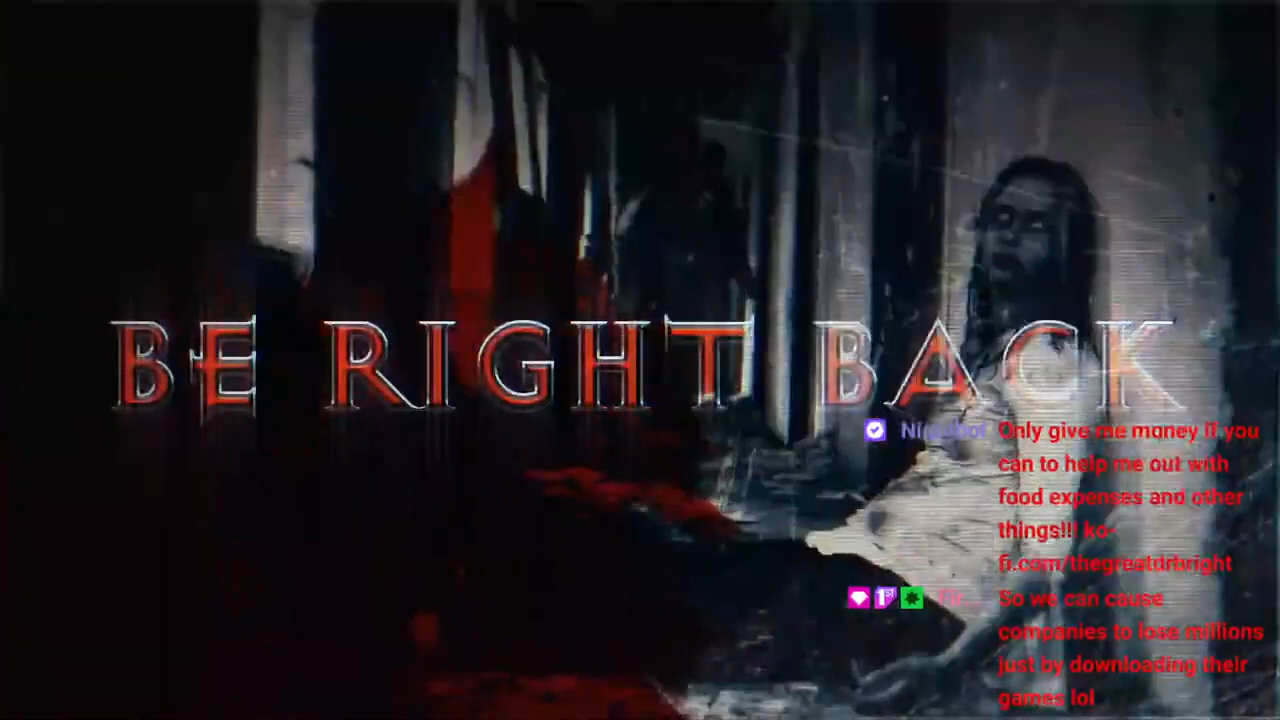 BE RIGHT BACK
Only give me money if you
can to help me out with
food expenses and other
things!!! ko-
fi.com/thegreatdrbright
1ST So we can cause
companies to lose millions
just by downloading their
games lol